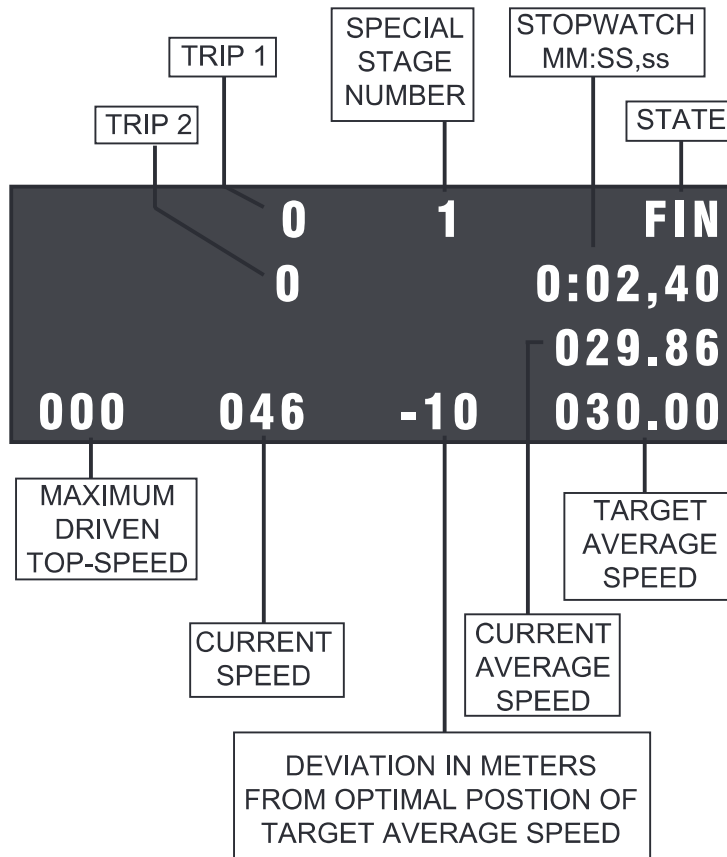 TRIP 1
SPECIAL
STAGE
NUMBER
STOPWATCH
MM:SS,ss
TRIP 2
STATE
0 1 FIN
0 0:02,40
029.86
000 046 -10 030.00
MAXIMUM
DRIVEN
TOP-SPEED
TARGET
AVERAGE
SPEED
CURRENT
SPEED
CURRENT
AVERAGE
SPEED
DEVIATION IN METERS
FROM OPTIMAL POSTION OF
TARGET AVERAGE SPEED